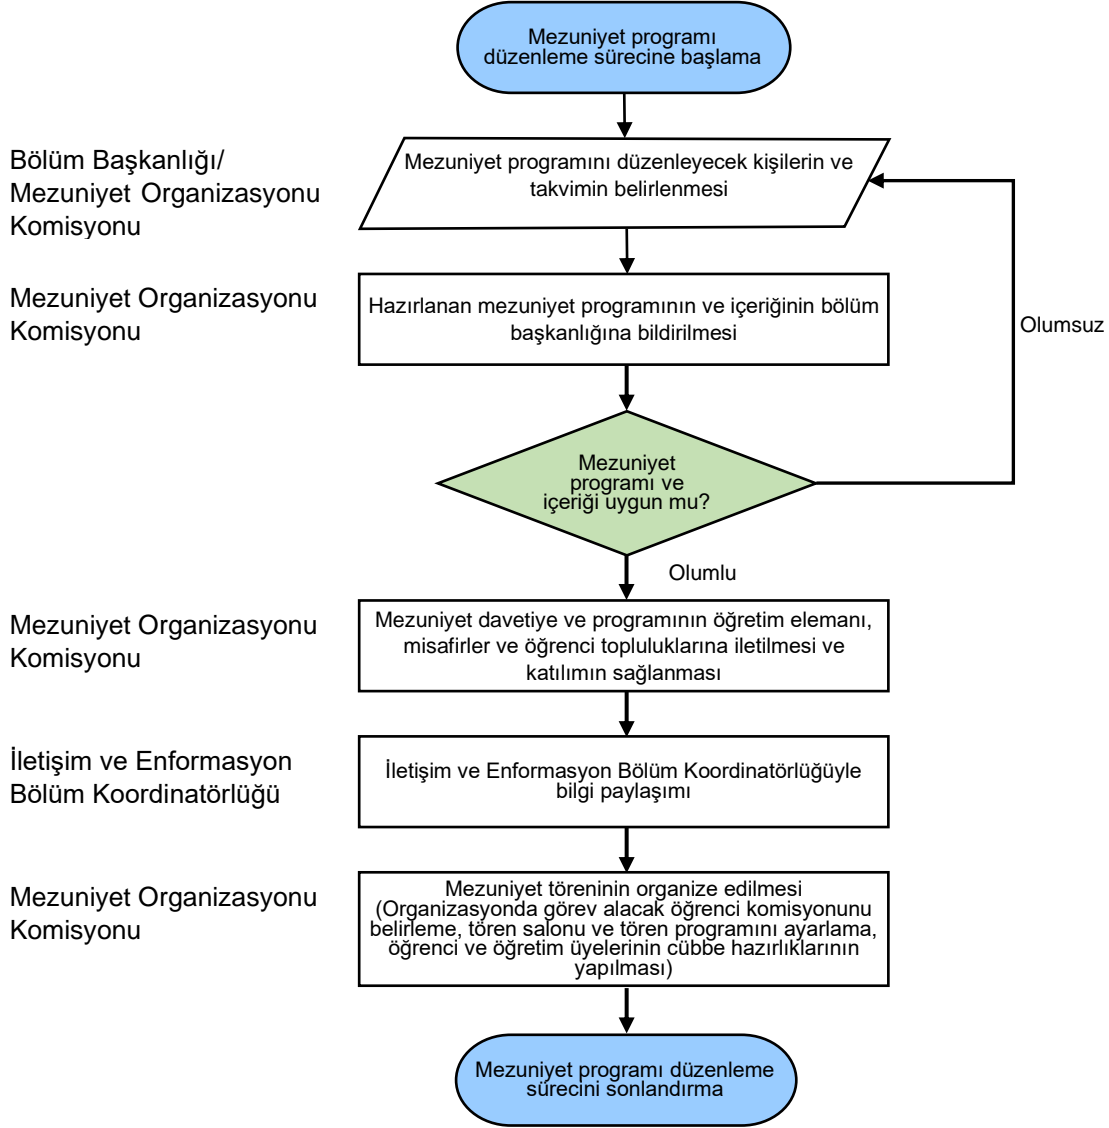 Mezuniyet programı
düzenleme sürecine başlama
Bölüm Başkanlığı/
Mezuniyet Organizasyonu
Komisyonu
Mezuniyet programını düzenleyecek kişilerin ve
takvimin belirlenmesi
Mezuniyet Organizasyonu
Komisyonu
Hazırlanan mezuniyet programının ve içeriğinin bölüm
başkanlığına bildirilmesi
Olumsuz
Mezuniyet
programı ve
içeriği uygun mu?
Olumlu
Mezuniyet Organizasyonu
Komisyonu
Mezuniyet davetiye ve programının öğretim elemanı,
misafirler ve öğrenci topluluklarına iletilmesi ve
katılımın sağlanması
İletişim ve Enformasyon
Bölüm Koordinatörlüğü
İletişim ve Enformasyon Bölüm Koordinatörlüğüyle
bilgi paylaşımı
Mezuniyet Organizasyonu
Komisyonu
Mezuniyet töreninin organize edilmesi
(Organizasyonda görev alacak öğrenci komisyonunu
belirleme, tören salonu ve tören programını ayarlama,
öğrenci ve öğretim üyelerinin cübbe hazırlıklarının
yapılması)
Mezuniyet programı düzenleme
sürecini sonlandırma